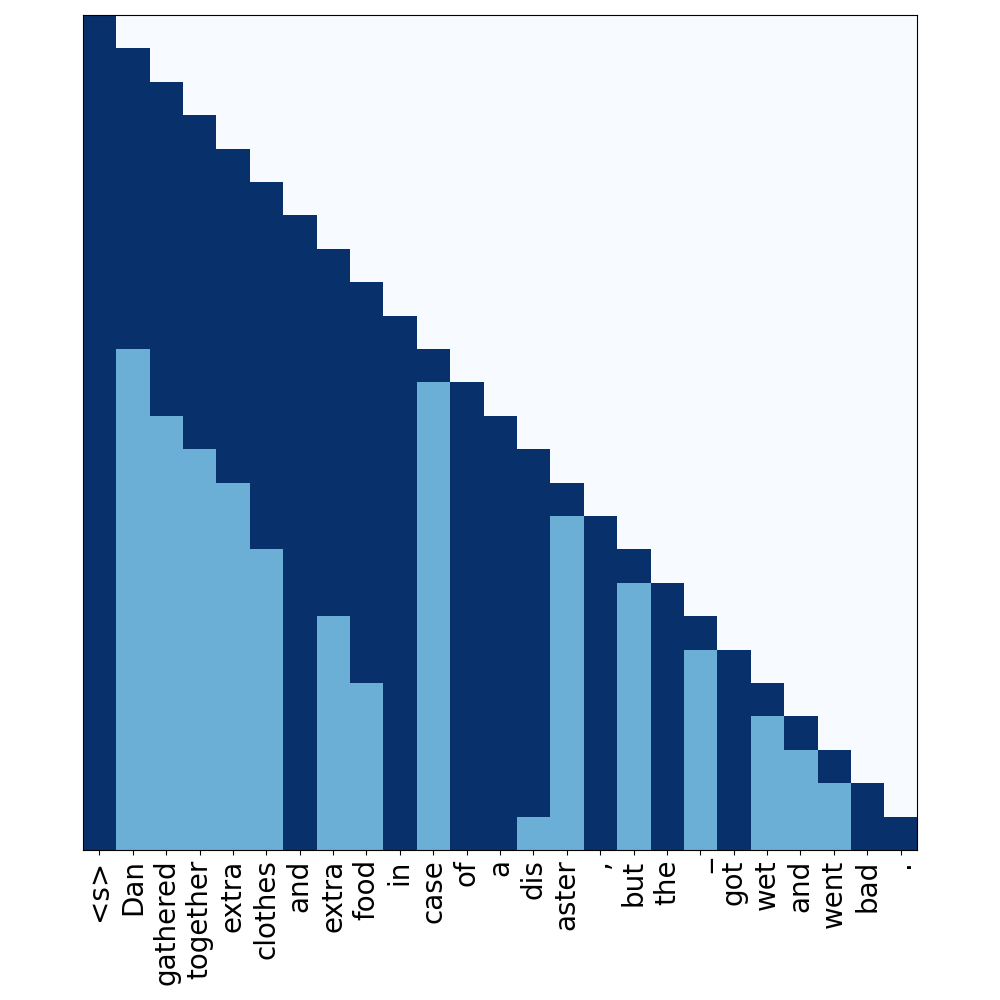 <s>
Dan
gathered
together
extra
clothes
and
extra
food
in
case
of
a
dis
aster
,
but
the
_
got
wet
and
went
bad
.